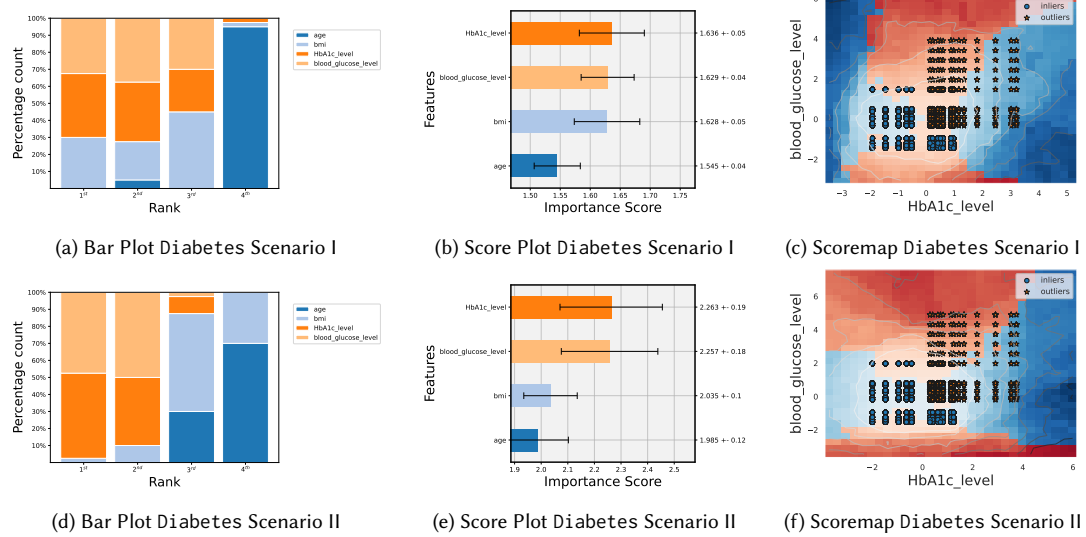 100%
90%
80%
70%
60%
50%
40%
30%
20%
10%
Percentage count
1st 2nd 3rd 4th
Rank
age
bmi
HbA1c_level
blood_glucose_level
(a) Bar Plot Diabetes Scenario I
Features
HbA1c_level
blood_glucose_level
bmi
age
1.636 +- 0.05
1.629 +- 0.04
1.628 +- 0.05
1.545 +- 0.04
1.50 1.55 1.60 1.65 1.70 1.75
Importance Score
(b) Score Plot Diabetes Scenario I
inliers
outliers
blood_glucose_level
6
4
2
0
−2
−3 −2 −1 0 1 2 3 4 5
HbA1c_level
(c) Scoremap Diabetes Scenario I
100%
90%
80%
70%
60%
50%
40%
30%
20%
10%
Percentage count
1st 2nd 3rd 4th
Rank
age
bmi
HbA1c_level
blood_glucose_level
(d) Bar Plot Diabetes Scenario II
Features
HbA1c_level
blood_glucose_level
bmi
age
2.263 +- 0.19
2.257 +- 0.18
2.035 +- 0.1
1.985 +- 0.12
1.9 2.0 2.1 2.2 2.3 2.4 2.5
Importance Score
(e) Score Plot Diabetes Scenario II
inliers
outliers
blood_glucose_level
6
4
2
0
−2
−2 0 2 4 6
HbA1c_level
(f) Scoremap Diabetes Scenario II